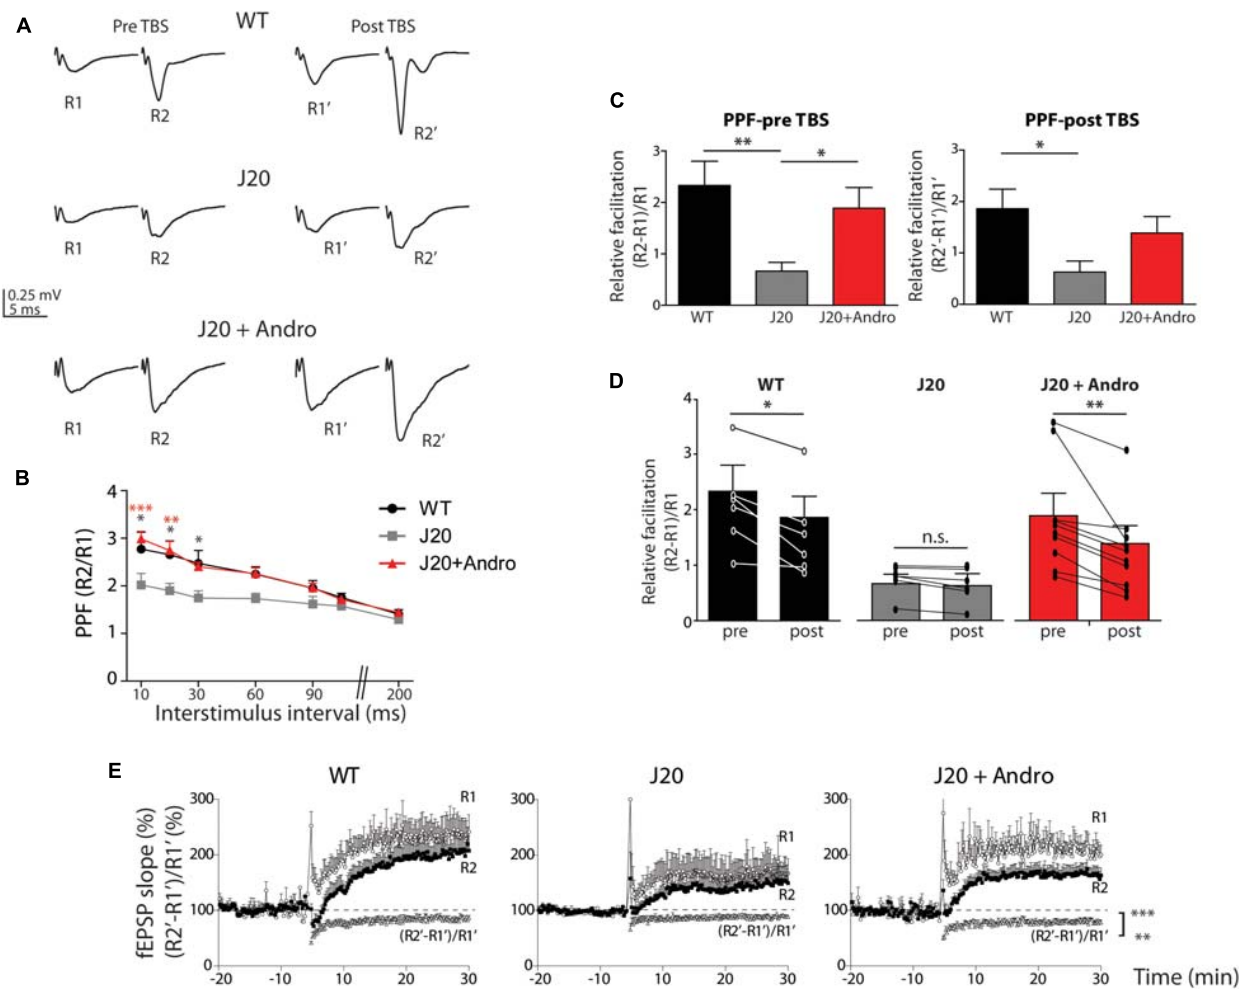 A
WT
Pre TBS
Post TBS
R1
R2
R1′
R2′
J20
R1
R2
R1′
R2′
0.25 mV
5 ms
J20 + Andro
R1
R2
R1′
R2′
B
PPF (R2/R1)
4
3
2
1
0
***
*
**
*
*
WT
J20
J20+Andro
10
30
60
90
200
Interstimulus interval (ms)
C
PPF-pre TBS
Relative facilitation
(R2-R1)/R1
3
2
1
0
**
*
WT
J20
J20+Andro
PPF-post TBS
Relative facilitation
(R2′-R1′)/R1′
3
2
1
0
*
WT
J20
J20+Andro
D
Relative facilitation
(R2-R1)/R1
4
3
2
1
0
WT
*
pre
post
J20
n.s.
pre
post
J20 + Andro
**
pre
post
E
fEPSP slope (%)
(R2′-R1′)/R1′ (%)
WT
300
200
100
0
R1
R2
(R2′-R1′)/R1′
-20
-10
10
20
30
J20
300
200
100
0
R1
R2
(R2′-R1′)/R1′
-20
-10
10
20
30
J20 + Andro
300
200
100
0
R1
R2
(R2′-R1′)/R1′
***
**
-20
-10
10
20
30
Time (min)